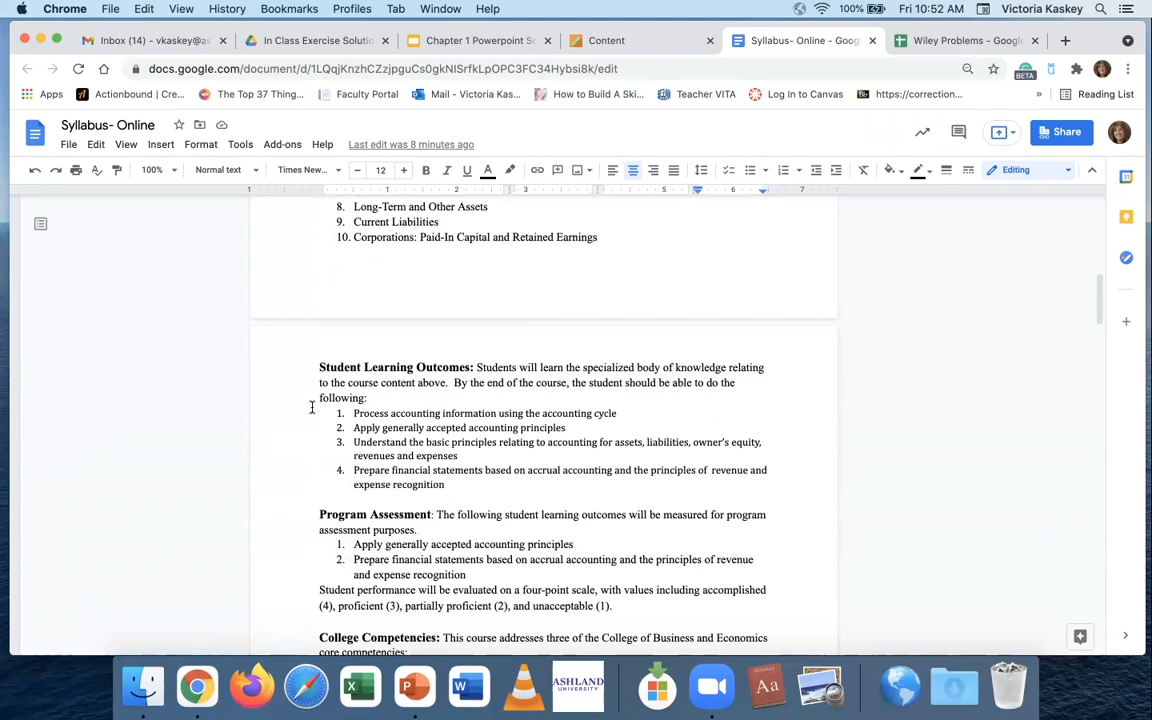 Chrome File Edit View History Bookmarks Profiles Tab Window Help 100% Fri 10:52 AM Victoria Kaskey
Inbox (14) - vkaskey@as In Class Exercise Solutio Chapter 1 Powerpoint So Content Syllabus- Online - Goog Wiley Problems - Google
docs.google.com/document/d/1LQqjKnzhCZzjpguCs0gkNISrfkLpOPC3FC34Hybsi8k/edit
BETA
Apps Actionbound | Cre... The Top 37 Thing... Faculty Portal Mail - Victoria Kas... How to Build A Ski... Teacher VITA Log In to Canvas https://correction... » Reading List
Syllabus- Online
File Edit View Insert Format Tools Add-ons Help Last edit was 8 minutes ago Share
100% Normal text Times New... 12 B I U A Editing
1 1 2 3 5 6 7
8. Long-Term and Other Assets
9. Current Liabilities
10. Corporations: Paid-In Capital and Retained Earnings
Student Learning Outcomes: Students will learn the specialized body of knowledge relating
to the course content above. By the end of the course, the student should be able to do the
following:
1. Process accounting information using the accounting cycle
2. Apply generally accepted accounting principles
3. Understand the basic principles relating to accounting for assets, liabilities, owner's equity,
revenues and expenses
4. Prepare financial statements based on accrual accounting and the principles of revenue and
expense recognition
Program Assessment: The following student learning outcomes will be measured for program
assessment purposes.
1. Apply generally accepted accounting principles
2. Prepare financial statements based on accrual accounting and the principles of revenue
and expense recognition
Student performance will be evaluated on a four-point scale, with values including accomplished
(4), proficient (3), partially proficient (2), and unacceptable (1).
College Competencies: This course addresses three of the College of Business and Economics
core competencies:
X P W ASHLAND
UNIVERSITY Aa